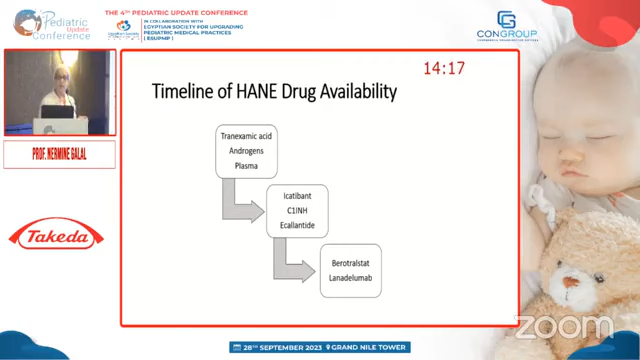 Pediatric
Update
Conference
THE 4TH PEDIATRIC UPDATE CONFERENCE
IN COLLABORATION WITH
EGYPTIAN SOCIETY FOR UPGRADING
PEDIATRIC MEDICAL PRACTICES
( ESUPMP )
CONGROUP
14:17
Timeline of HANE Drug Availability
Tranexamic acid
Androgens
Plasma
Icatibant
C1INH
Ecallantide
Berotralstat
Lanadelumab
PROF. NERMINE GALAL
Takeda
zoom
28TH SEPTEMBER 2023 GRAND NILE TOWER